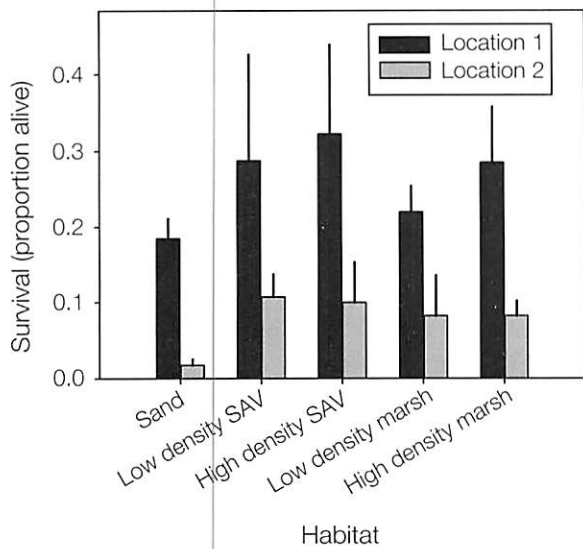 Location 1
Location 2
Survival (proportion alive)
0.4
0.3
0.2
0.1
0.0
Sand
Low density SAV
High density SAV
Low density marsh
High density marsh
Habitat